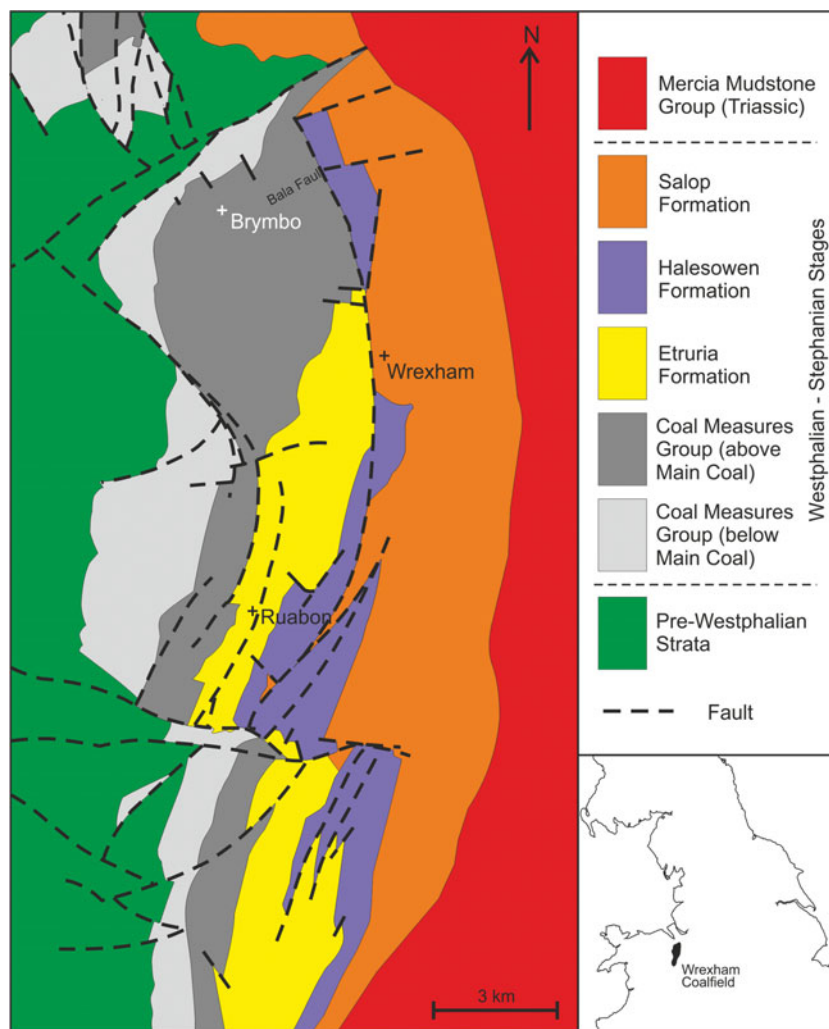 N
Bala Fault
Brymbo
Wrexham
Ruabon
3 km
Mercia Mudstone
Group (Triassic)
Salop
Formation
Halesowen
Formation
Etruria
Formation
Coal Measures
Group (above
Main Coal)
Coal Measures
Group (below
Main Coal)
Westphalian - Stephanian Stages
Pre-Westphalian
Strata
Fault
Wrexham
Coalfield